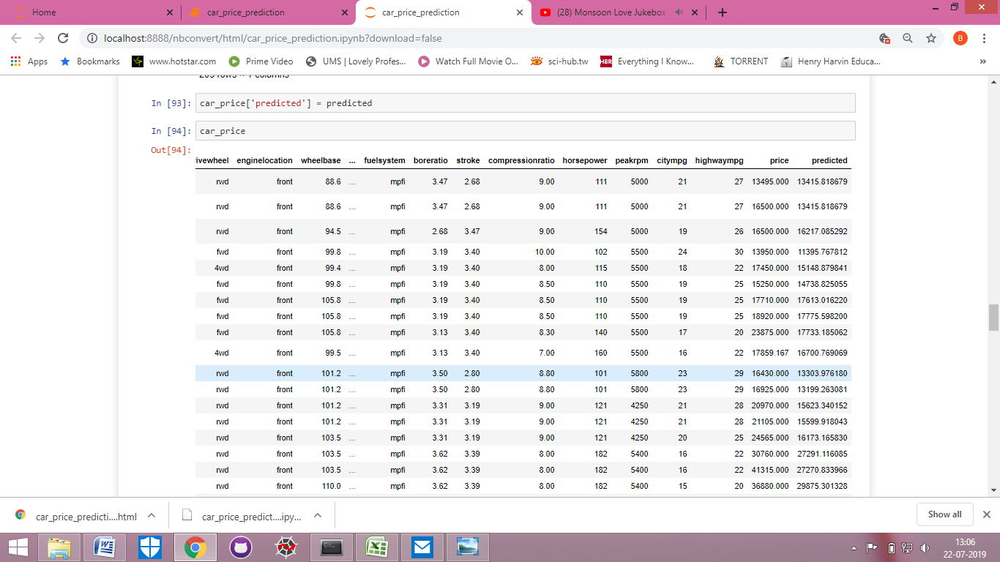 Home car_price_prediction car_price_prediction (28) Monsoon Love Jukebox
localhost:8888/nbconvert/html/car_price_prediction.ipynb?download=false B
Apps Bookmarks www.hotstar.com Prime Video UMS | Lovely Profes... Watch Full Movie O... sci-hub.tw HBR Everything I Know... TORRENT Henry Harvin Educa... »
In [93]: car_price['predicted'] = predicted
In [94]: car_price
Out[94]:
ivewheel enginelocation wheelbase ... fuelsystem boreratio stroke compressionratio horsepower peakrpm citympg highwaympg price predicted
rwd front 88.6 ... mpfi 3.47 2.68 9.00 111 5000 21 27 13495.000 13415.818679
rwd front 88.6 ... mpfi 3.47 2.68 9.00 111 5000 21 27 16500.000 13415.818679
rwd front 94.5 ... mpfi 2.68 3.47 9.00 154 5000 19 26 16500.000 16217.085292
fwd front 99.8 ... mpfi 3.19 3.40 10.00 102 5500 24 30 13950.000 11395.767812
4wd front 99.4 ... mpfi 3.19 3.40 8.00 115 5500 18 22 17450.000 15148.879841
fwd front 99.8 ... mpfi 3.19 3.40 8.50 110 5500 19 25 15250.000 14738.825055
fwd front 105.8 ... mpfi 3.19 3.40 8.50 110 5500 19 25 17710.000 17613.016220
fwd front 105.8 ... mpfi 3.19 3.40 8.50 110 5500 19 25 18920.000 17775.598200
fwd front 105.8 ... mpfi 3.13 3.40 8.30 140 5500 17 20 23875.000 17733.185062
4wd front 99.5 ... mpfi 3.13 3.40 7.00 160 5500 16 22 17859.167 16700.769069
rwd front 101.2 ... mpfi 3.50 2.80 8.80 101 5800 23 29 16430.000 13303.976180
rwd front 101.2 ... mpfi 3.50 2.80 8.80 101 5800 23 29 16925.000 13199.263081
rwd front 101.2 ... mpfi 3.31 3.19 9.00 121 4250 21 28 20970.000 15623.340152
rwd front 101.2 ... mpfi 3.31 3.19 9.00 121 4250 21 28 21105.000 15599.918043
rwd front 103.5 ... mpfi 3.31 3.19 9.00 121 4250 20 25 24565.000 16173.165830
rwd front 103.5 ... mpfi 3.62 3.39 8.00 182 5400 16 22 30760.000 27291.116085
rwd front 103.5 ... mpfi 3.62 3.39 8.00 182 5400 16 22 41315.000 27270.833966
rwd front 110.0 ... mpfi 3.62 3.39 8.00 182 5400 15 20 36880.000 29875.301328
car_price_predicti....html car_price_predict....ipy... Show all
13:06
22-07-2019